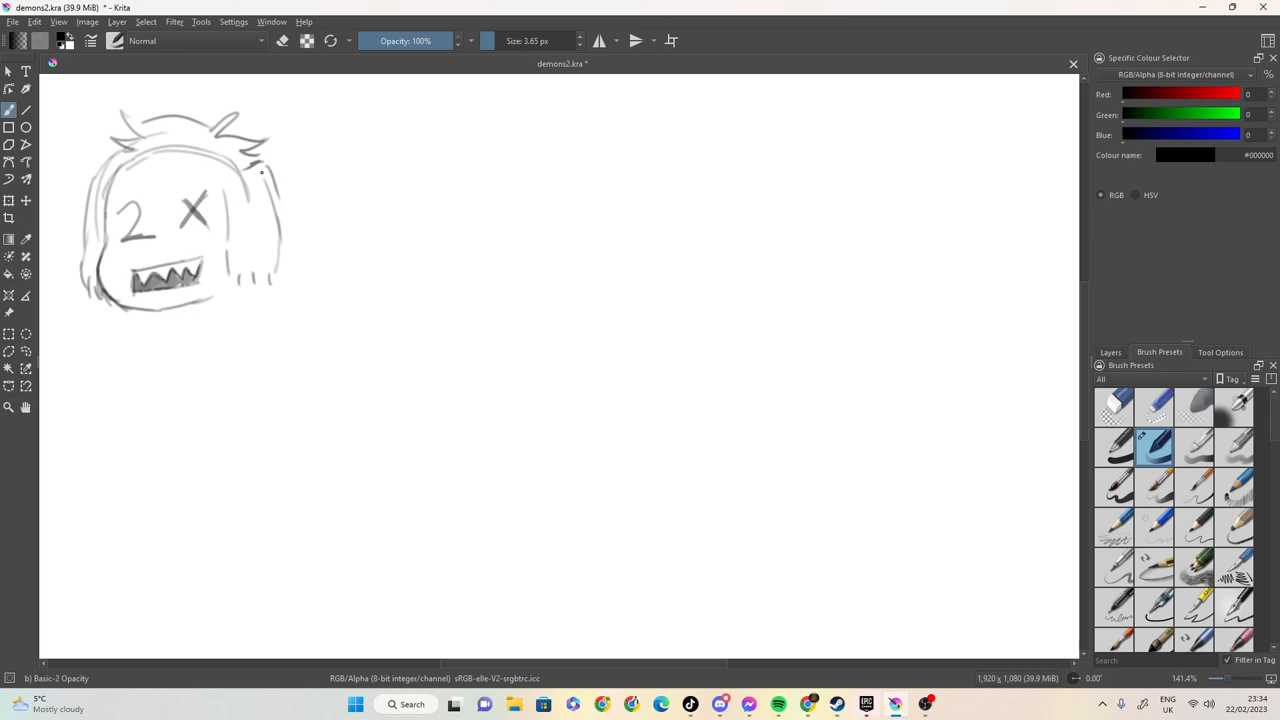 demons2.kra (39.9 MiB) * - Krita
File Edit View Image Layer Select Filter Tools Settings Window Help
Normal Opacity: 100% Size: 3.65 px
demons2.kra *
Specific Colour Selector
RGB/Alpha (8-bit integer/channel) %
Red: 0
Green: 0
Blue: 0
Colour name: #000000
RGB HSV
2 X
Layers Brush Presets Tool Options
Brush Presets
All Tag
Search Filter in Tag
b) Basic-2 Opacity RGB/Alpha (8-bit integer/channel) sRGB-elle-V2-srgbtrc.icc 1,920 x 1,080 (39.9 MiB) 0.00° 141.4%
5°C
Mostly cloudy
Search
ENG
UK
23:34
22/02/2023